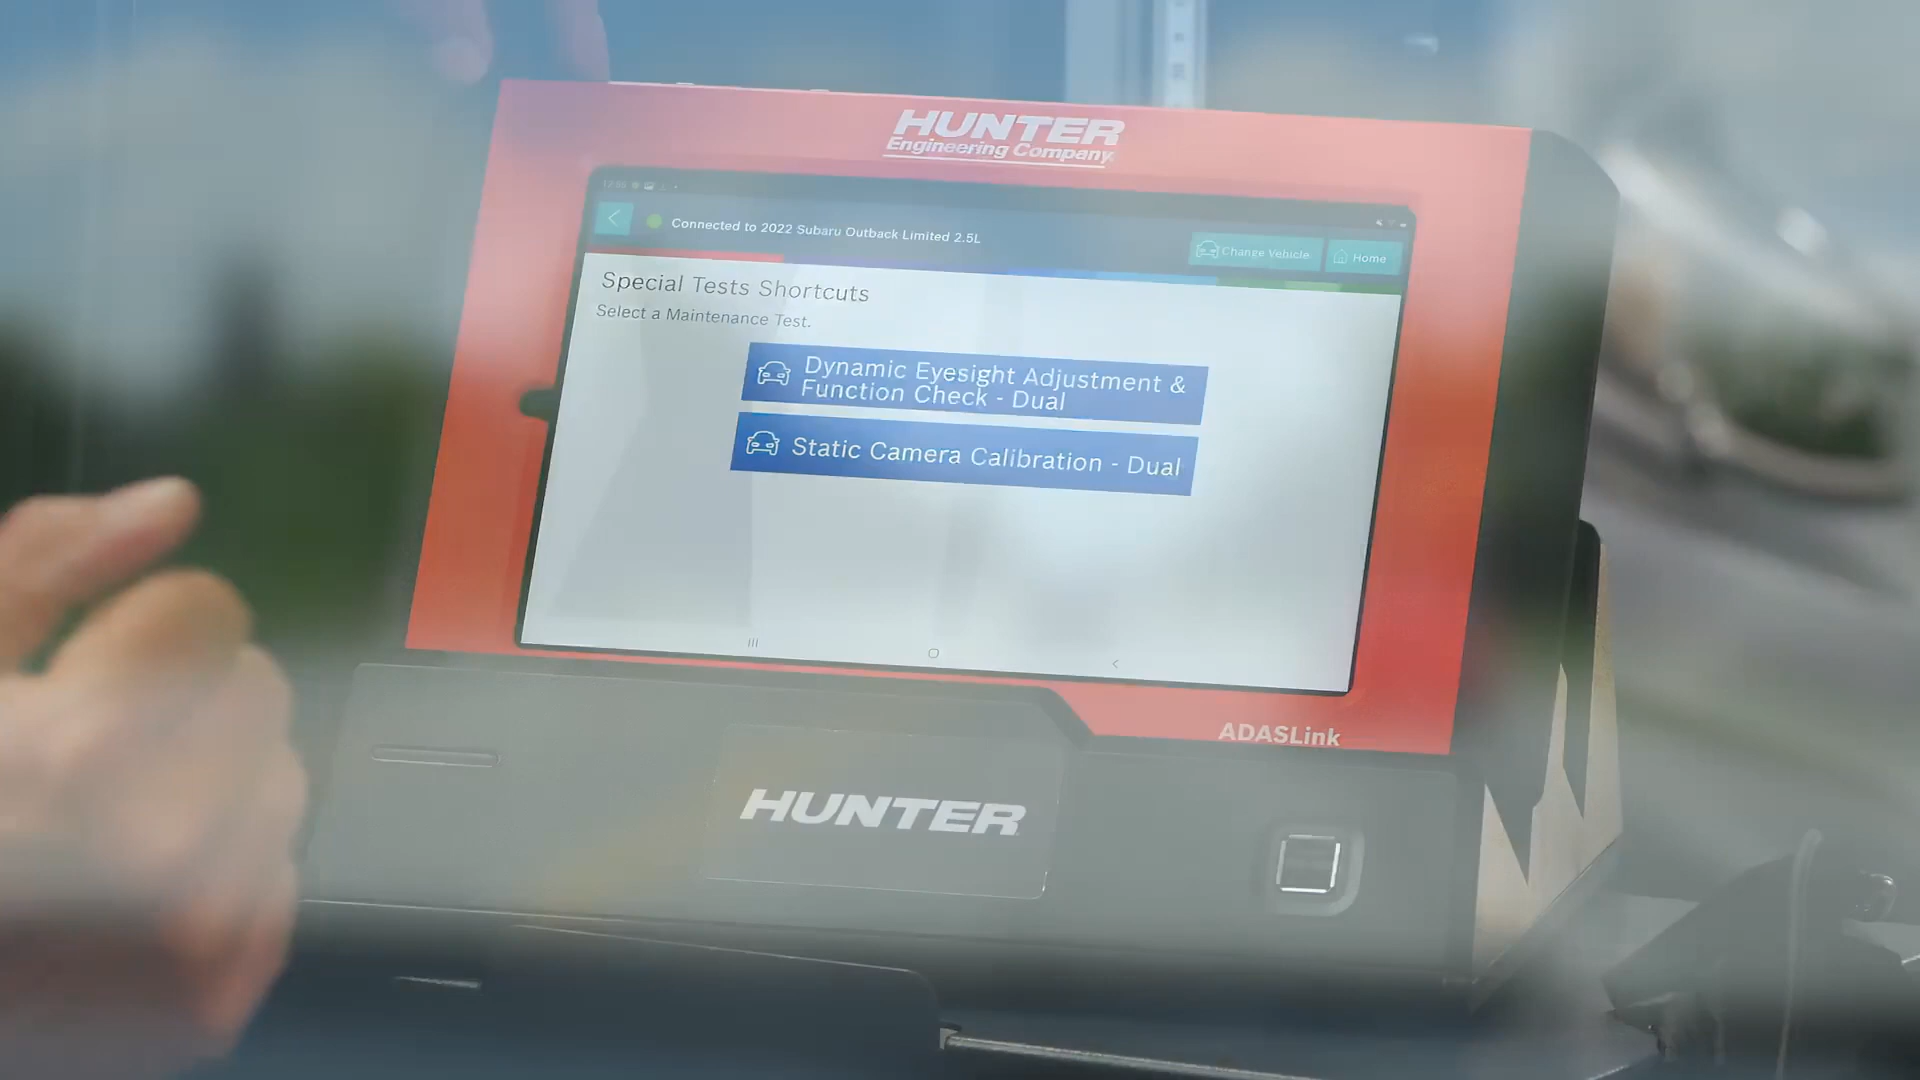 HUNTER
Engineering Company
Connected to 2022 Subaru Outback Limited 2.5L
Change Vehicle
Home
Special Tests Shortcuts
Select a Maintenance Test.
Dynamic Eyesight Adjustment &
Function Check - Dual
Static Camera Calibration - Dual
ADASLink
HUNTER